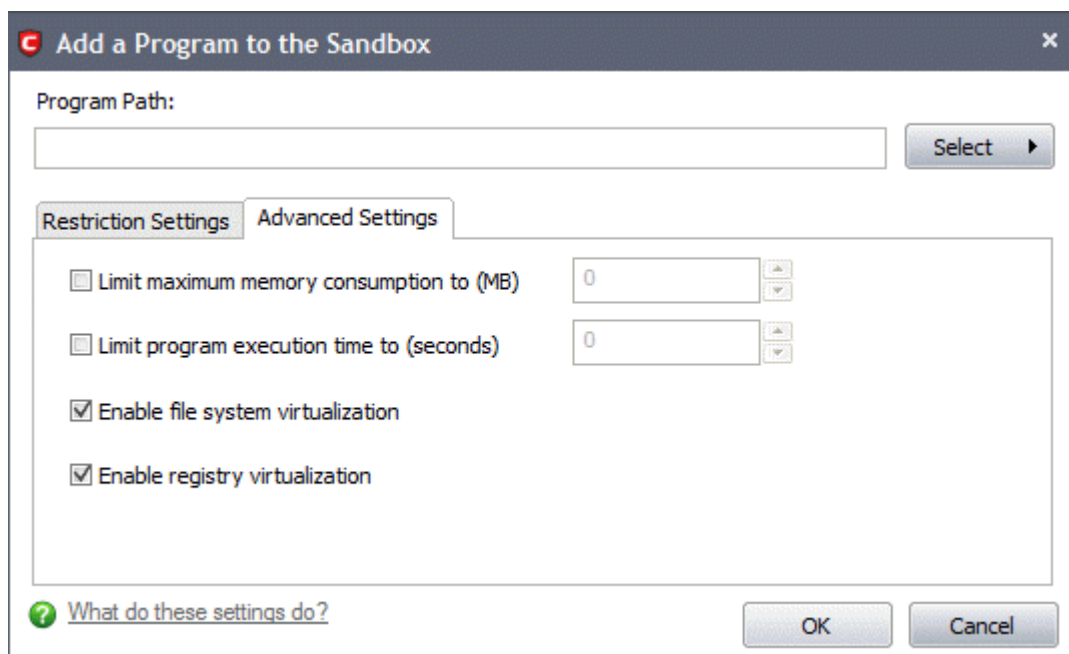 Add a Program to the Sandbox
Program Path:
Select
Restriction Settings
Advanced Settings
Limit maximum memory consumption to (MB)
0
Limit program execution time to (seconds)
0
Enable file system virtualization
Enable registry virtualization
What do these settings do?
OK
Cancel